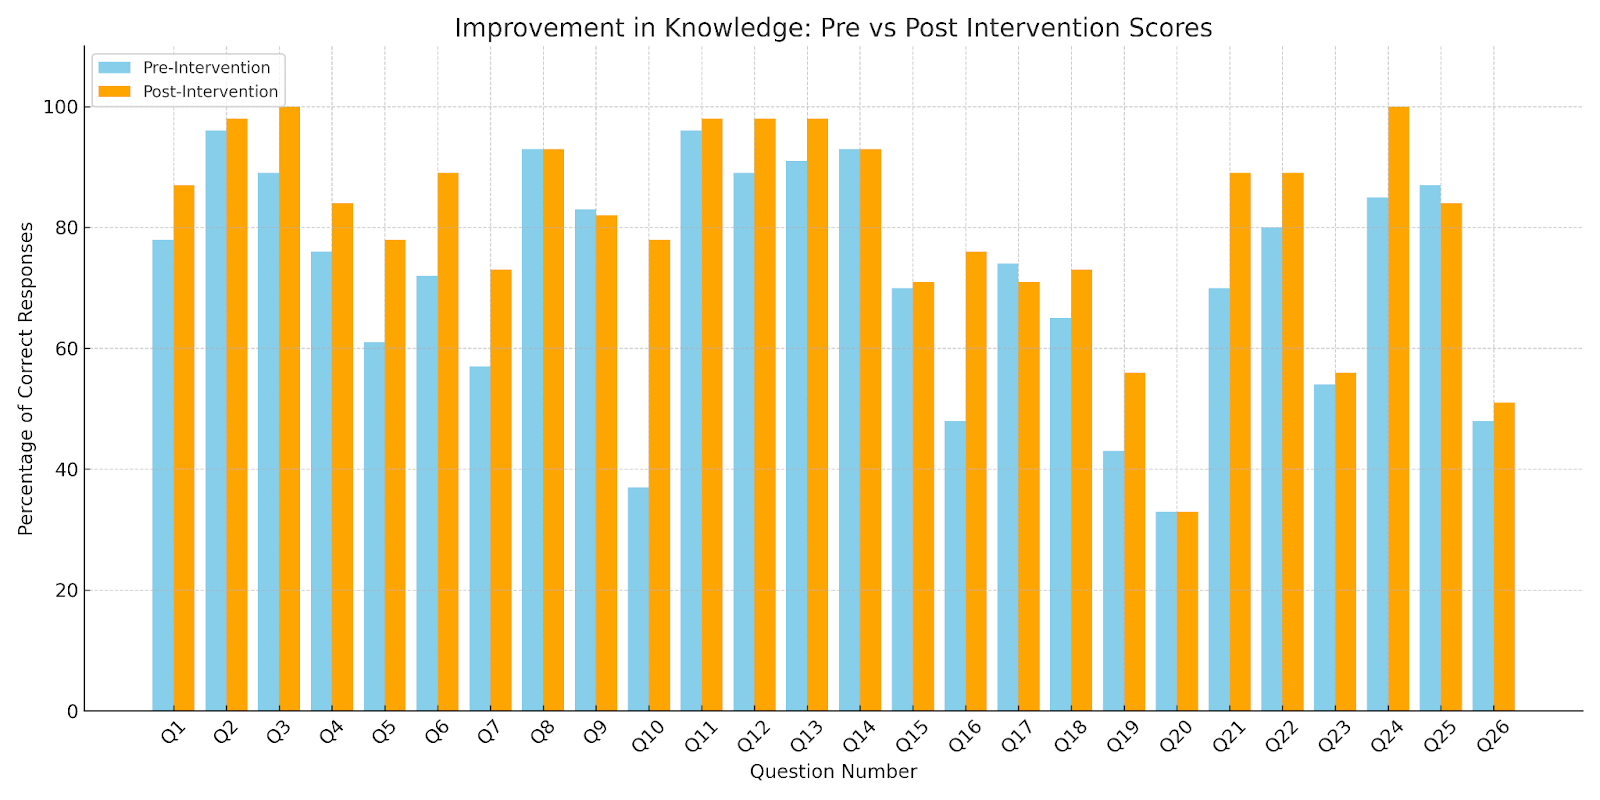 Improvement in Knowledge: Pre vs Post Intervention Scores
Pre-Intervention
Post-Intervention
100
80
60
40
20
0
Percentage of Correct Responses
Q1 Q2 Q3 Q4 Q5 Q6 Q7 Q8 Q9 Q10 Q11 Q12 Q13 Q14 Q15 Q16 Q17 Q18 Q19 Q20 Q21 Q22 Q23 Q24 Q25 Q26
Question Number